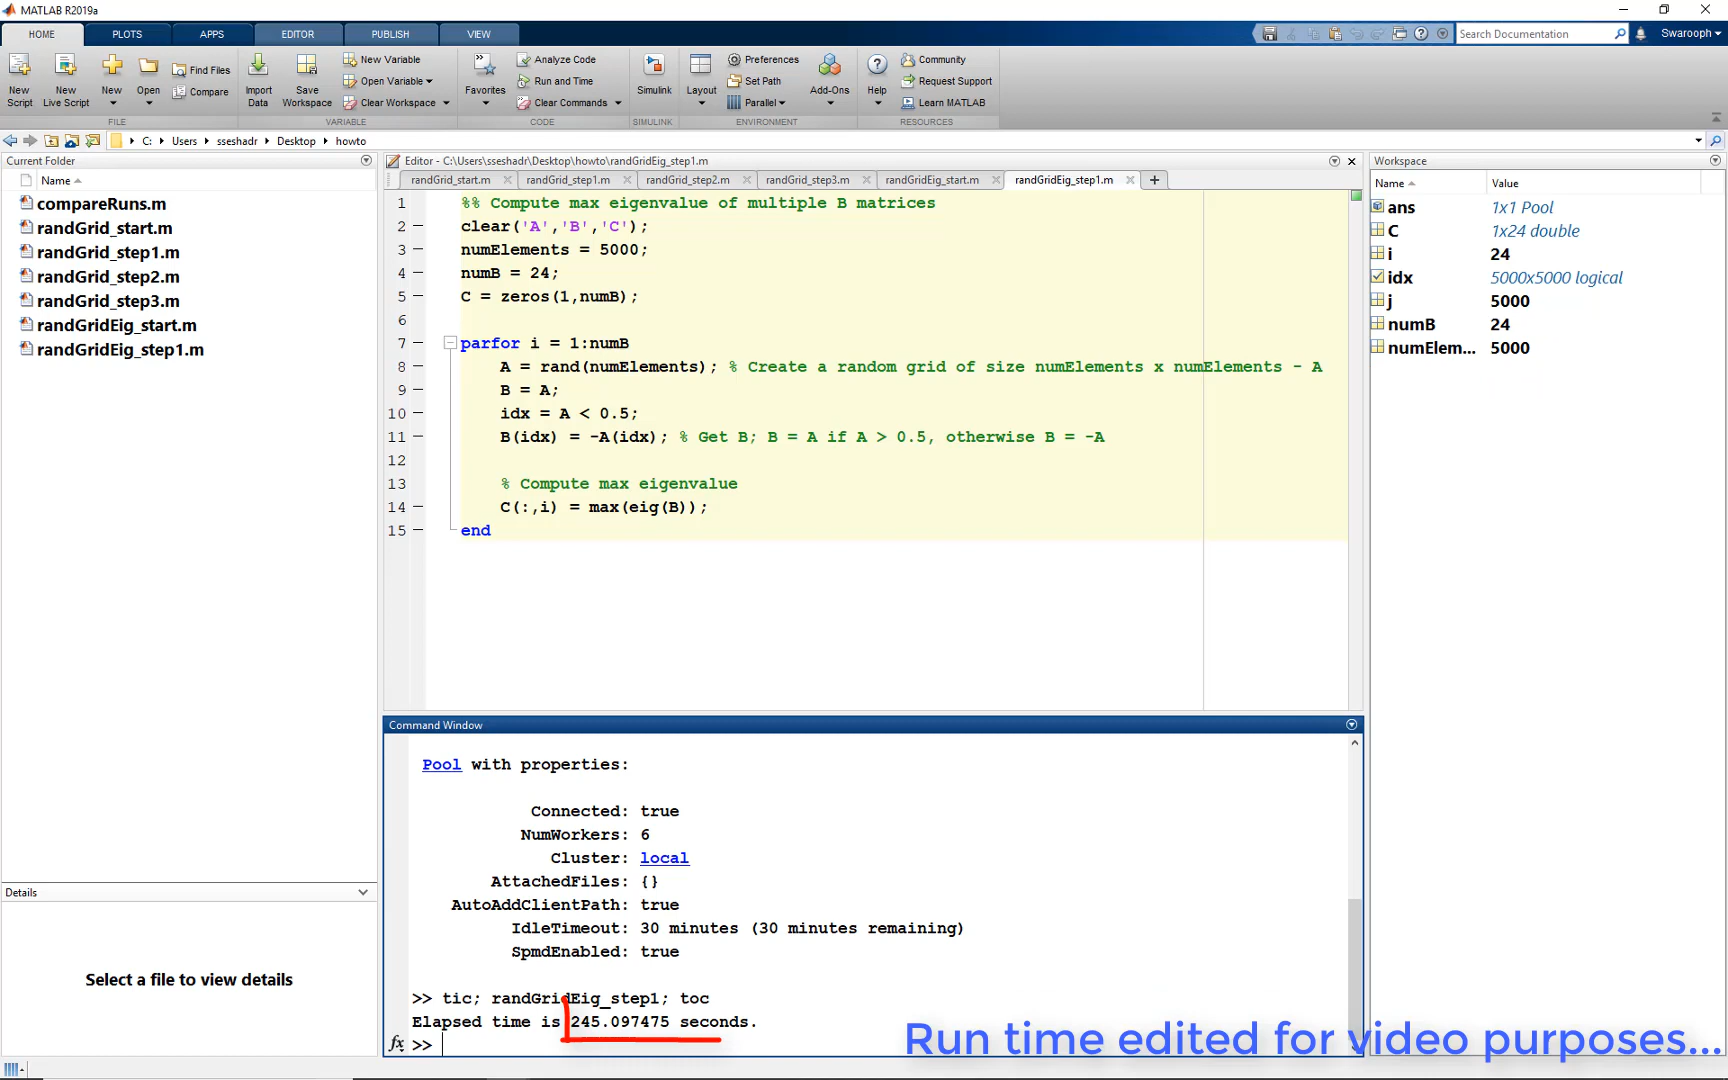 MATLAB R2019a
HOME PLOTS APPS EDITOR PUBLISH VIEW
Search Documentation
Swarooph
New Script
New Live Script
New
Open
Find Files
Compare
FILE
Import Data
Save Workspace
New Variable
Open Variable
Clear Workspace
VARIABLE
Favorites
Analyze Code
Run and Time
Clear Commands
CODE
Simulink
SIMULINK
Layout
Preferences
Set Path
Parallel
Add-Ons
ENVIRONMENT
Help
Community
Request Support
Learn MATLAB
RESOURCES
C: Users sseshadr Desktop howto
Current Folder
Name
compareRuns.m
randGrid_start.m
randGrid_step1.m
randGrid_step2.m
randGrid_step3.m
randGridEig_start.m
randGridEig_step1.m
Details
Select a file to view details
Editor - C:\Users\sseshadr\Desktop\howto\randGridEig_step1.m
randGrid_start.m randGrid_step1.m randGrid_step2.m randGrid_step3.m randGridEig_start.m randGridEig_step1.m
1 %% Compute max eigenvalue of multiple B matrices
2 clear('A','B','C');
3 numElements = 5000;
4 numB = 24;
5 C = zeros(1,numB);
6
7 parfor i = 1:numB
8 A = rand(numElements); % Create a random grid of size numElements x numElements - A
9 B = A;
10 idx = A < 0.5;
11 B(idx) = -A(idx); % Get B; B = A if A > 0.5, otherwise B = -A
12
13 % Compute max eigenvalue
14 C(:,i) = max(eig(B));
15 end
Command Window
Pool with properties:
Connected: true
NumWorkers: 6
Cluster: local
AttachedFiles: {}
AutoAddClientPath: true
IdleTimeout: 30 minutes (30 minutes remaining)
SpmdEnabled: true
>> tic; randGridEig_step1; toc
Elapsed time is 245.097475 seconds.
fx >>
Workspace
Name Value
ans 1x1 Pool
C 1x24 double
i 24
idx 5000x5000 logical
j 5000
numB 24
numElem... 5000
Run time edited for video purposes...